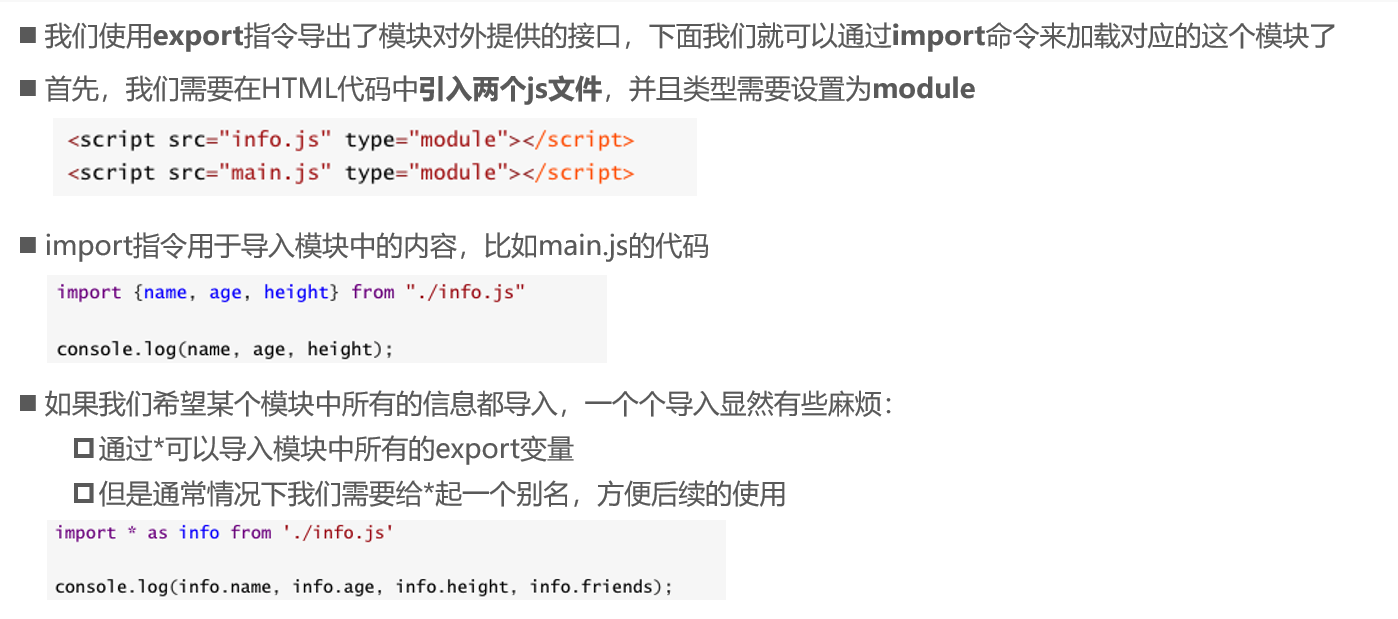 ■ 我们使用export指令导出了模块对外提供的接口，下面我们就可以通过import命令来加载对应的这个模块了
■ 首先，我们需要在HTML代码中引入两个js文件，并且类型需要设置为module
<script src="info.js" type="module"></script>
<script src="main.js" type="module"></script>
■ import指令用于导入模块中的内容，比如main.js的代码
import {name, age, height} from "./info.js"
console.log(name, age, height);
■ 如果我们希望某个模块中所有的信息都导入，一个个导入显然有些麻烦：
通过*可以导入模块中所有的export变量
但是通常情况下我们需要给*起一个别名，方便后续的使用
import * as info from './info.js'
console.log(info.name, info.age, info.height, info.friends);